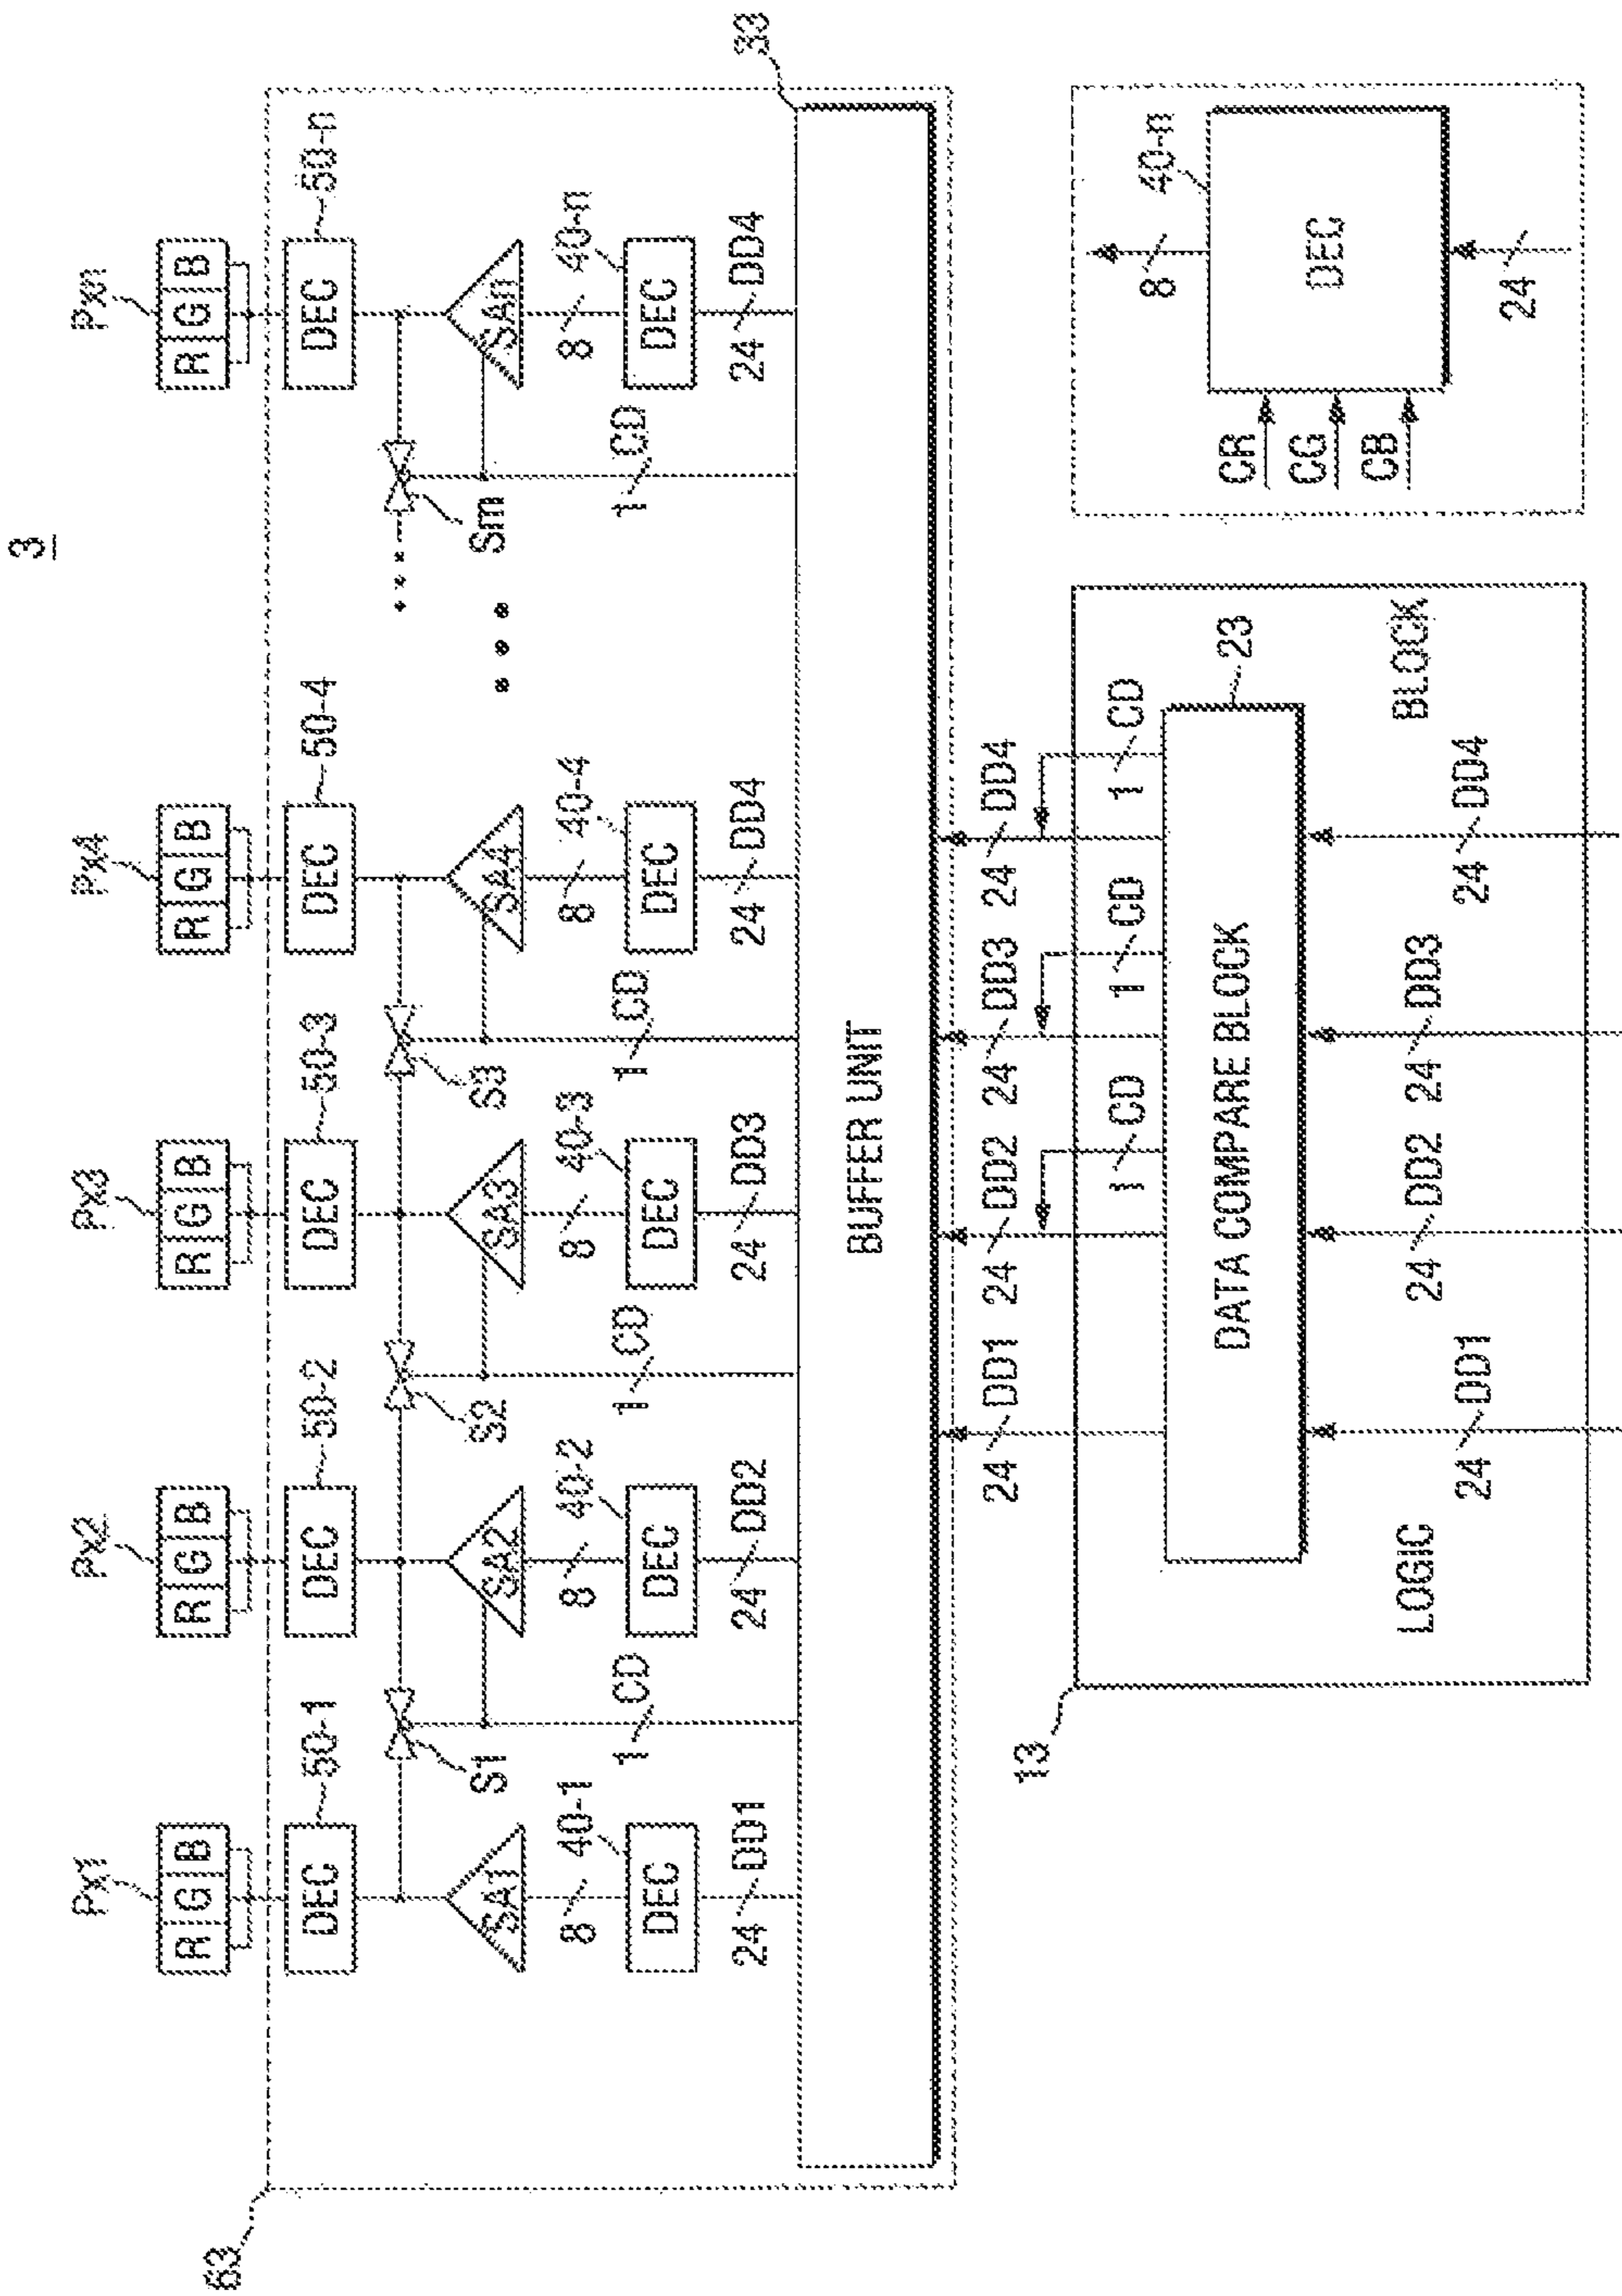 3
Px1 Px2 Px3 Px4 Pxn
R G B R G B R G B R G B R G B
63
DEC 50-1 DEC 50-2 DEC 50-3 DEC 50-4 DEC 50-n
S1 S2 S3 Sm
SA1 SA2 SA3 SA4 SAn
8 8 8 8 8
40-1 40-2 40-3 40-4 40-n
DEC DEC DEC DEC DEC
1 CD 1 CD 1 CD 1 CD
24 DD1 24 DD2 24 DD3 24 DD4 24 DD4
33
BUFFER UNIT
24 DD1 24 DD2 24 DD3 24 DD4
13
1 CD 1 CD 1 CD
23
DATA COMPARE BLOCK
LOGIC BLOCK
24 DD1 24 DD2 24 DD3 24 DD4
8
40-n
CR
CG
CB
DEC
24